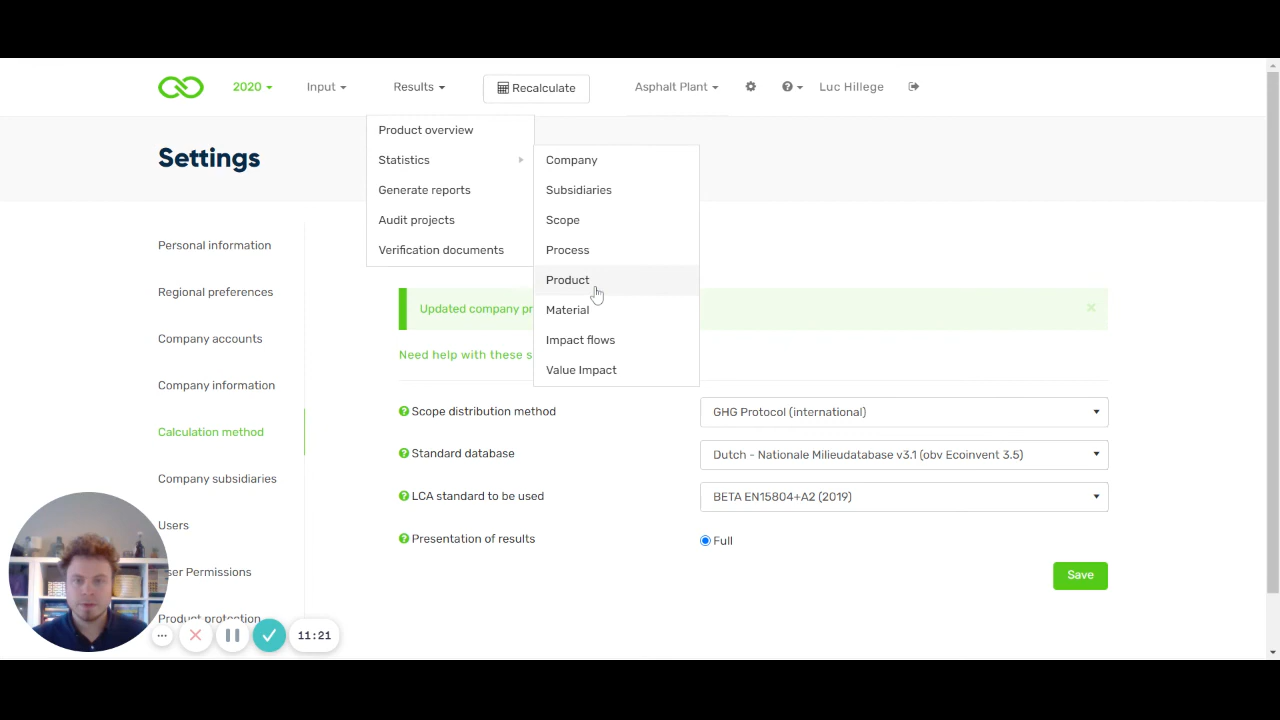 2020
Input
Results
Recalculate
Asphalt Plant
Luc Hillege
Product overview
Statistics
Generate reports
Audit projects
Verification documents
Company
Subsidiaries
Scope
Process
Product
Material
Impact flows
Value Impact
Settings
Personal information
Regional preferences
Company accounts
Company information
Calculation method
Company subsidiaries
Users
ser Permissions
Product protection
Updated company pr
Need help with these s
Scope distribution method
GHG Protocol (international)
Standard database
Dutch - Nationale Milieudatabase v3.1 (obv Ecoinvent 3.5)
LCA standard to be used
BETA EN15804+A2 (2019)
Presentation of results
Full
Save
11:21